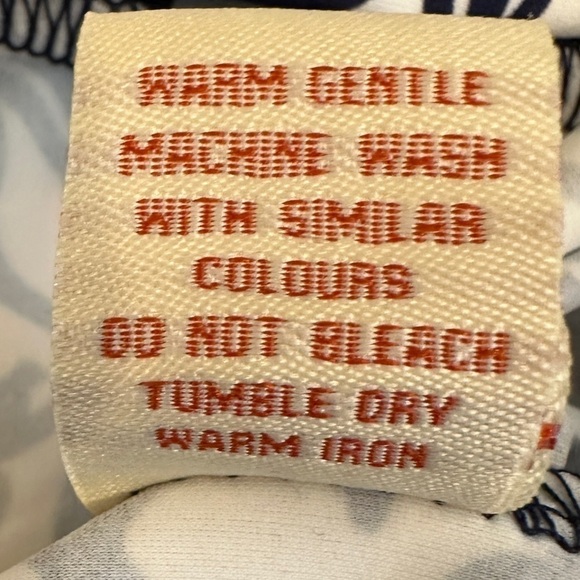 WARM GENTLE
MACHINE WASH
WITH SIMILAR
COLOURS
DO NOT BLEACH
TUMBLE DRY
WARM IRON